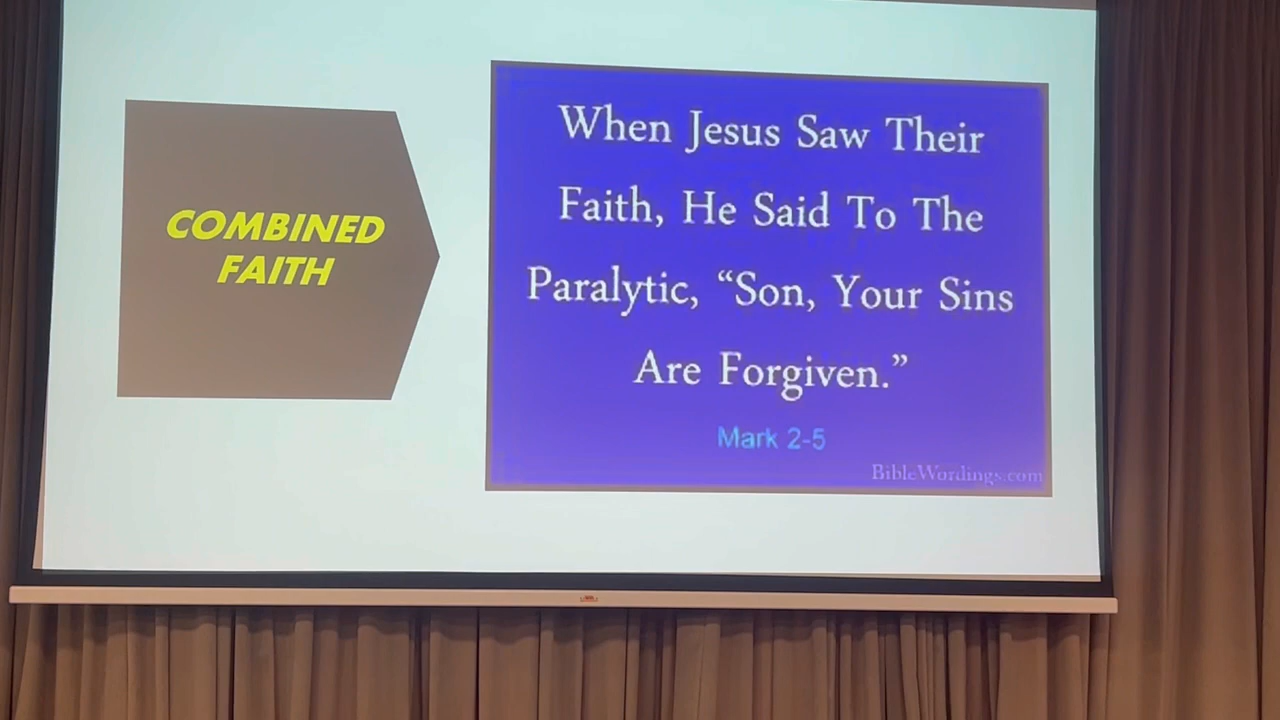 COMBINED
FAITH
When Jesus Saw Their
Faith, He Said To The
Paralytic, “Son, Your Sins
Are Forgiven.”
Mark 2-5
BibleWordings.com